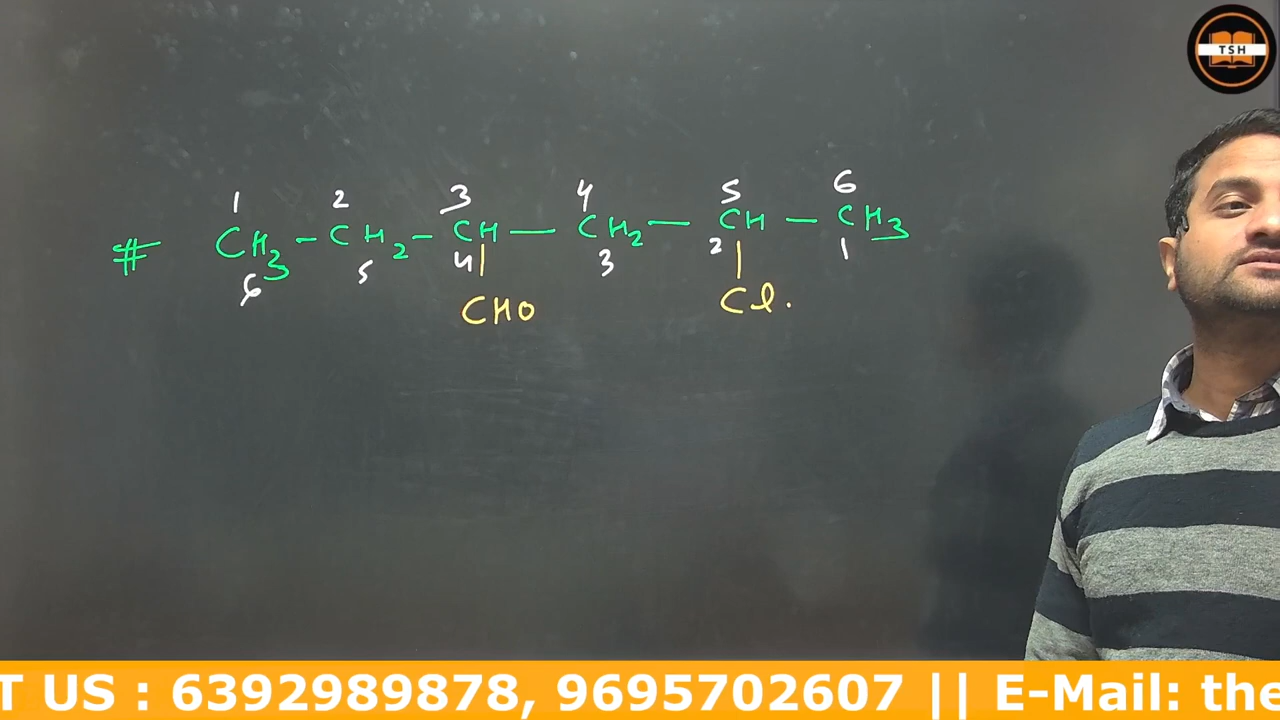 TSH
1 2 3 4 5 6
# CH3 - CH2 - CH - CH2 - CH - CH3
6 5 4 3 2 1
CHO Cl.
T US : 6392989878, 9695702607 || E-Mail: the